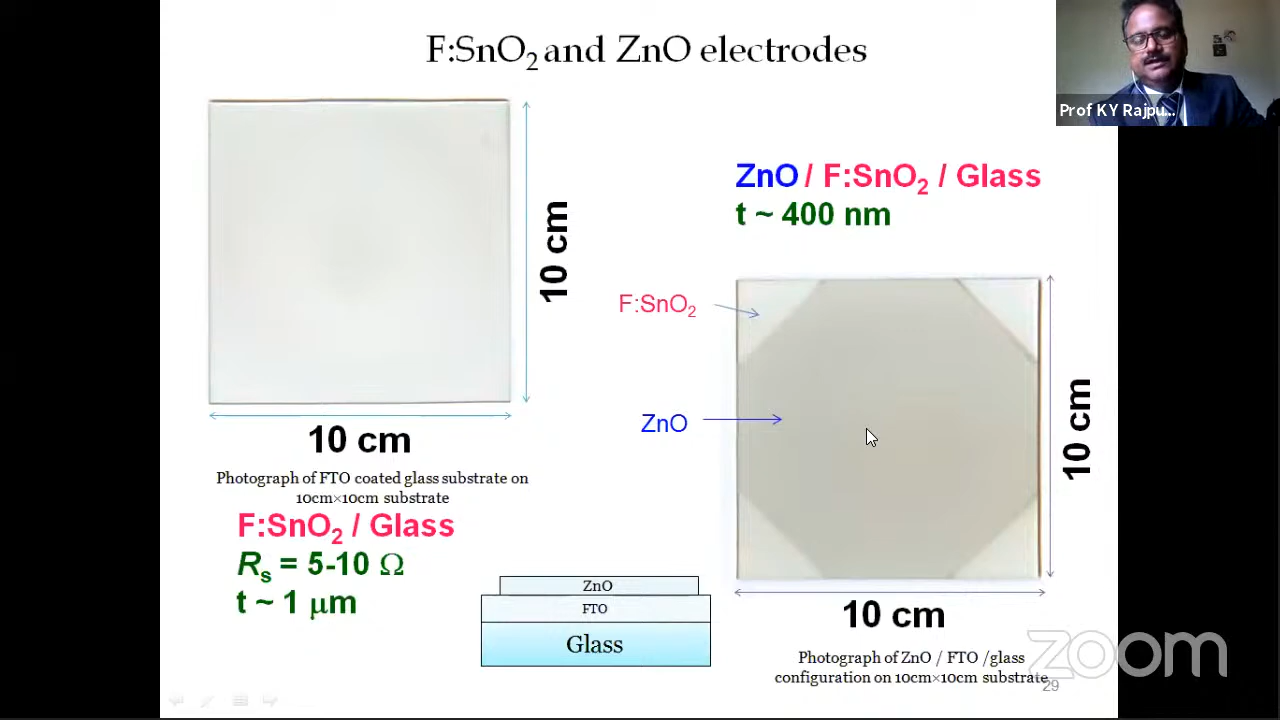 F:SnO₂ and ZnO electrodes
Prof KY Rajpu...
10 cm
10 cm
Photograph of FTO coated glass substrate on
10cm×10cm substrate
F:SnO₂ / Glass
Rₛ = 5-10 Ω
t ~ 1 μm
ZnO / F:SnO₂ / Glass
t ~ 400 nm
F:SnO₂
ZnO
10 cm
10 cm
ZnO
FTO
Glass
Photograph of ZnO / FTO /glass
configuration on 10cm×10cm substrate
29
zoom